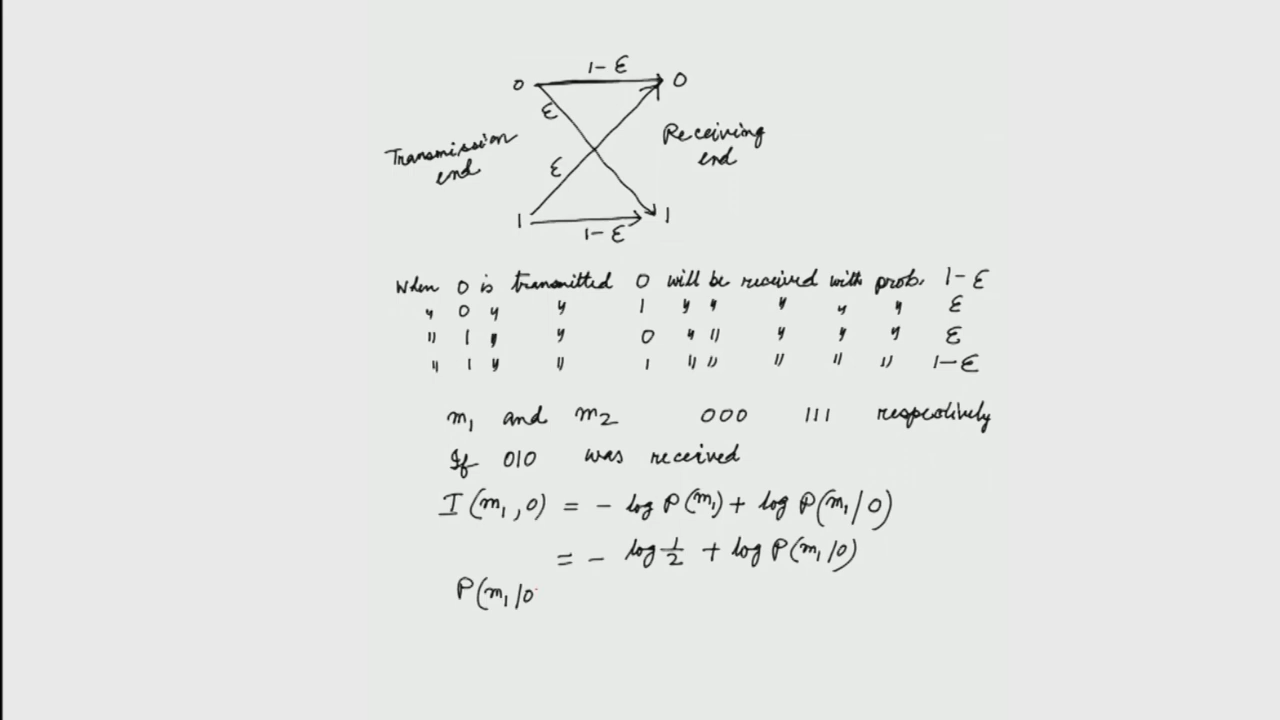 1-ε
0 0
ε
Transmission end
Receiving end
ε
1 1
1-ε
When 0 is transmitted 0 will be received with prob. 1-ε
" 0 " " 1 " " " " " ε
" 1 " " 0 " " " " " ε
" 1 " " 1 " " " " " 1-ε
m₁ and m₂ 000 111 respectively
If 010 was received
I(m₁,0) = - log P(m₁) + log P(m₁/0)
= - log 1/2 + log P(m₁/0)
P(m₁/0